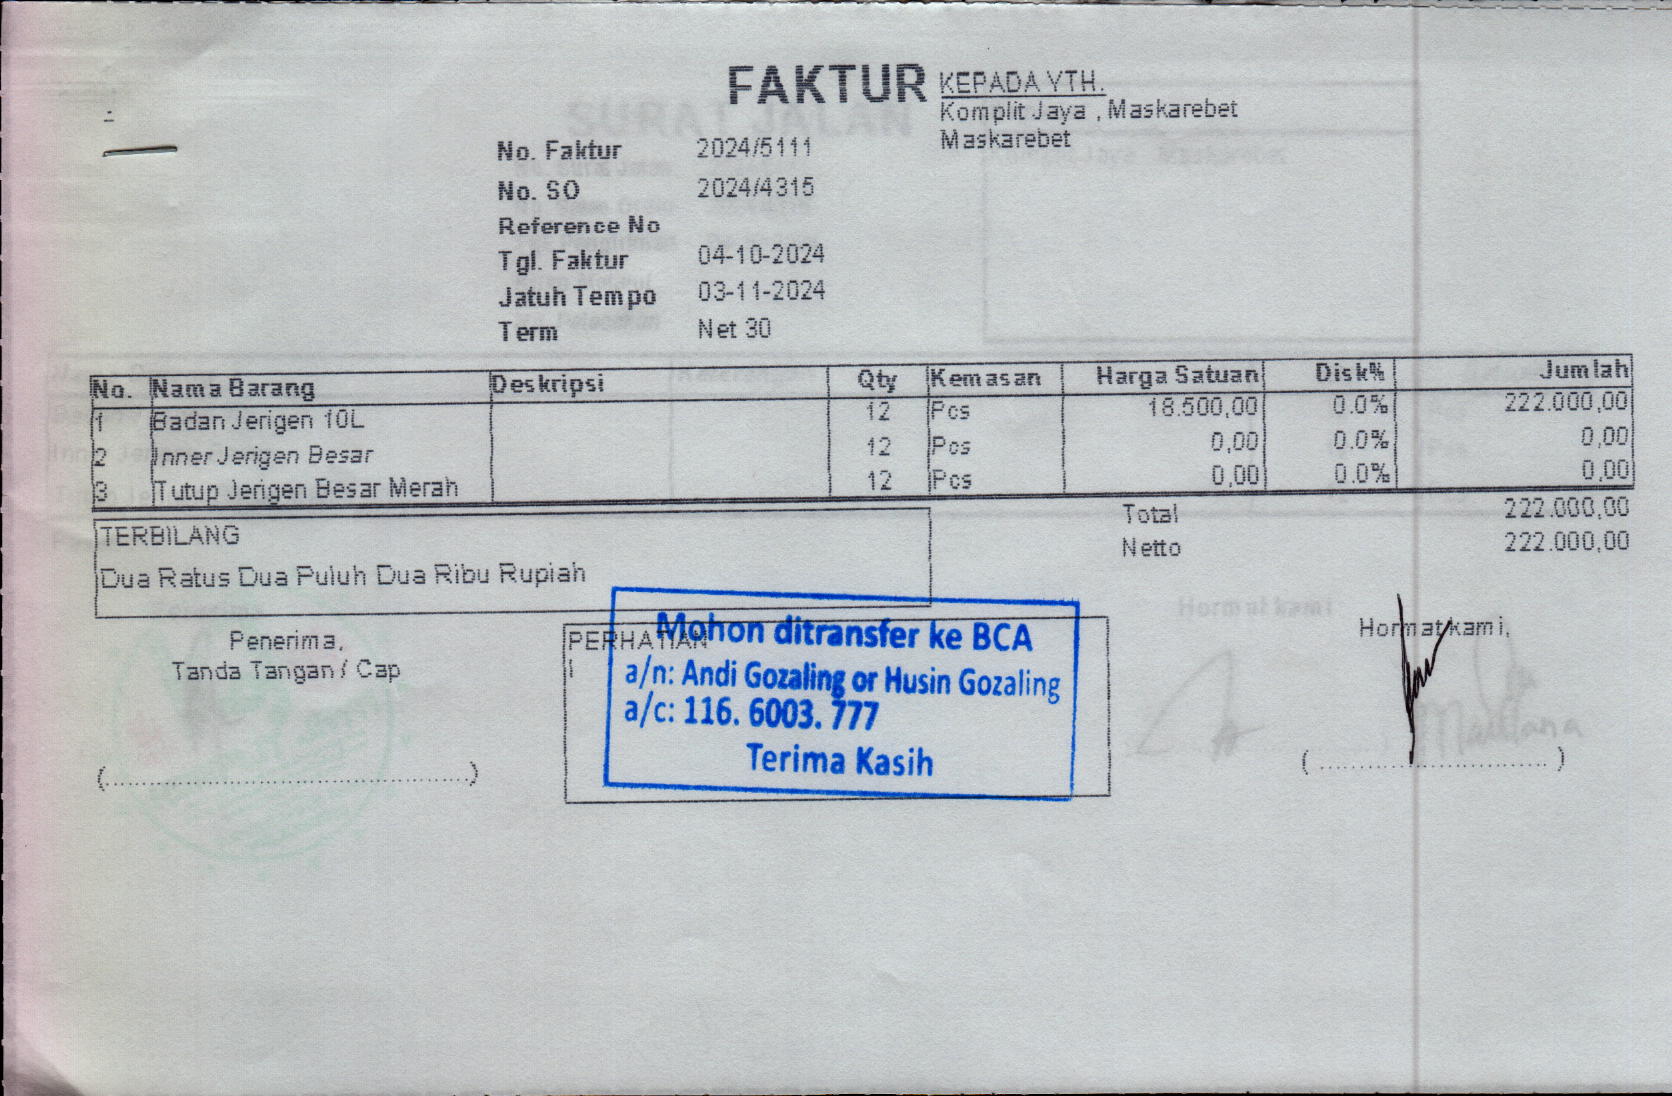 FAKTUR
KEPADA YTH.
Komplit Jaya , Maskarebet
Maskarebet
No. Faktur 2024/5111
No. SO 2024/4315
Reference No
Tgl. Faktur 04-10-2024
Jatuh Tempo 03-11-2024
Term Net 30
No. Nama Barang Deskripsi Qty Kemasan Harga Satuan Disk% Jumlah
1 Badan Jerigen 10L 12 Pcs 18.500,00 0.0% 222.000,00
2 Inner Jerigen Besar 12 Pcs 0,00 0.0% 0,00
3 Tutup Jerigen Besar Merah 12 Pcs 0,00 0.0% 0,00
Total 222.000,00
Netto 222.000,00
TERBILANG
Dua Ratus Dua Puluh Dua Ribu Rupiah
Penerima,
Tanda Tangan / Cap
(..........................................)
PERHATIAN
Mohon ditransfer ke BCA
a/n: Andi Gozaling or Husin Gozaling
a/c: 116. 6003. 777
Terima Kasih
Hormat kami,
( .............................. )
SURAT JALAN
Hormat kami
Maulana